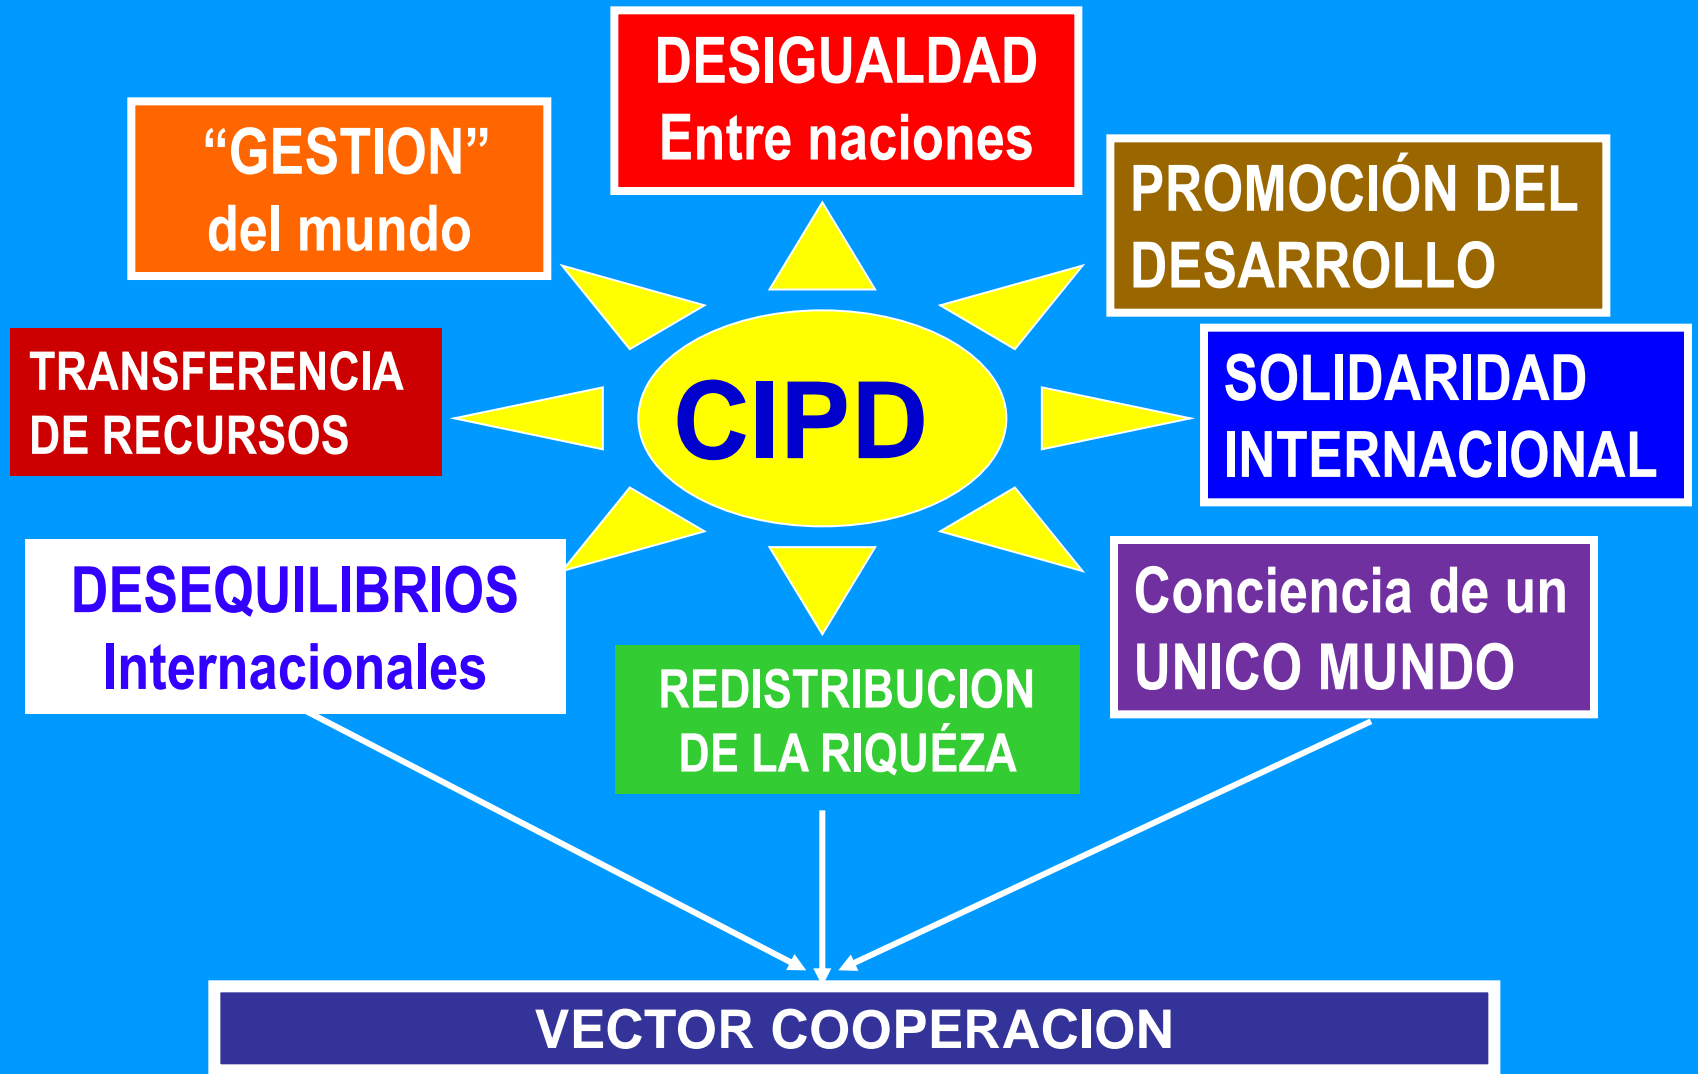 DESIGUALDAD
Entre naciones
“GESTION”
del mundo
PROMOCIÓN DEL
DESARROLLO
TRANSFERENCIA
DE RECURSOS
CIPD
SOLIDARIDAD
INTERNACIONAL
DESEQUILIBRIOS
Internacionales
Conciencia de un
UNICO MUNDO
REDISTRIBUCION
DE LA RIQUÉZA
VECTOR COOPERACION